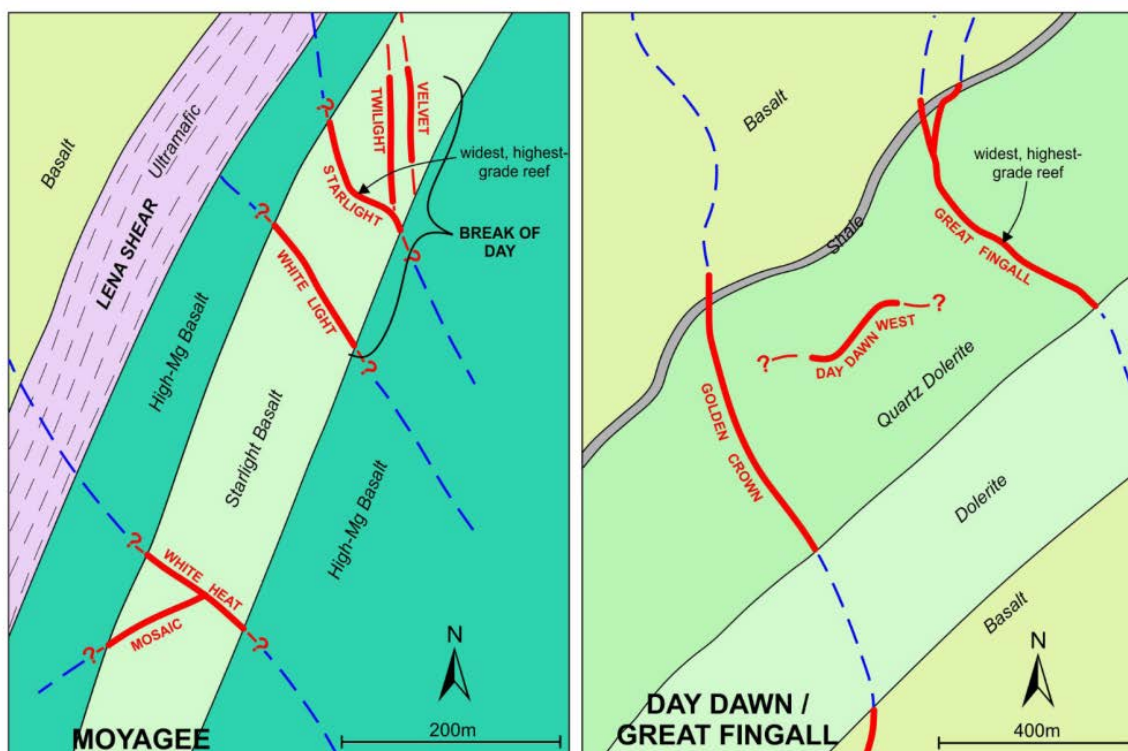 Basalt
Ultramafic
LENA SHEAR
High-Mg Basalt
Starlight Basalt
High-Mg Basalt
?
STARLIGHT
TWILIGHT
VELVET
widest, highest-
grade reef
BREAK OF
DAY
?
?
WHITE LIGHT
?
?
WHITE HEAT
MOSAIC
?
?
N
200m
MOYAGEE
Basalt
Shale
widest, highest-
grade reef
GREAT FINGALL
?
DAY DAWN WEST
?
GOLDEN CROWN
Quartz Dolerite
Dolerite
Basalt
N
400m
DAY DAWN /
GREAT FINGALL